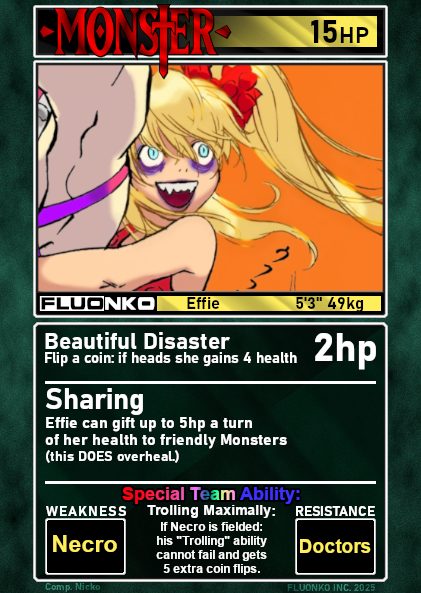 MONSTER
15HP
FLUONKO
Effie
5'3" 49kg
Beautiful Disaster
2hp
Flip a coin: if heads she gains 4 health
Sharing
Effie can gift up to 5hp a turn
of her health to friendly Monsters
(this DOES overheal.)
Special Team Ability:
WEAKNESS
Necro
Trolling Maximally:
If Necro is fielded:
his "Trolling" ability
cannot fail and gets
5 extra coin flips.
RESISTANCE
Doctors
Comp. Nicko
FLUONKO INC. 2025